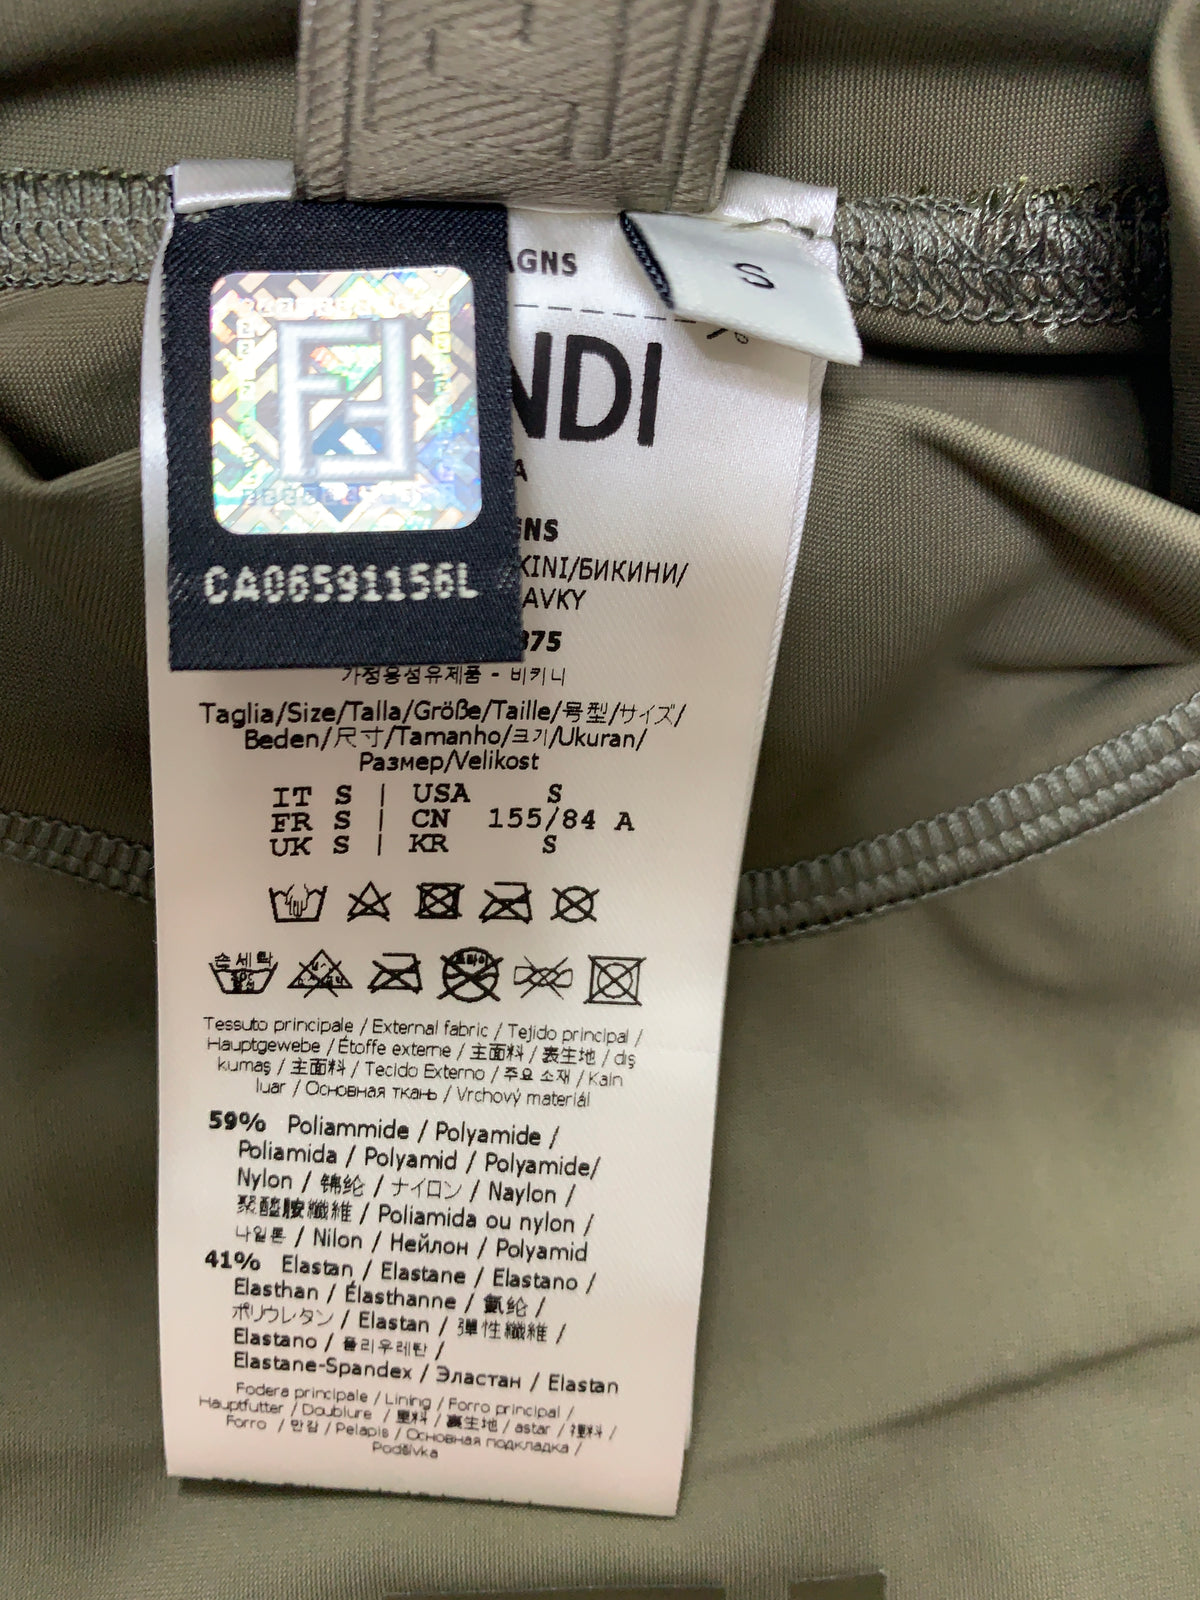 S
NDI
CA06591156L
KINI/БИКИНИ/
가정용섬유제품 - 비키니
Taglia/Size/Talla/Größe/Taille/号型/サイズ/
Beden/尺寸/Tamanho/크기/Ukuran/
Размер/Velikost
IT S | USA S
FR S | CN 155/84 A
UK S | KR S
손세탁
드라이
Tessuto principale / External fabric / Tejido principal /
Hauptgewebe / Étoffe externe / 主面料 / 表生地 / dış
kumaş / 主面料 / Tecido Externo / 주요 소재 / Kain
luar / Основная ткань / Vrchový materiál
59% Poliammide / Polyamide /
Poliamida / Polyamid / Polyamide/
Nylon / 锦纶 / ナイロン / Naylon /
聚醯胺纖維 / Poliamida ou nylon /
나일론 / Nilon / Нейлон / Polyamid
41% Elastan / Elastane / Elastano /
Elasthan / Élasthanne / 氨纶 /
ポリウレタン / Elastan / 彈性纖維 /
Elastano / 폴리우레탄 /
Elastane-Spandex / Эластан / Elastan
Fodera principale / Lining / Forro principal /
Hauptfutter / Doublure / 里料 / 裏生地 / astar / 裡料 /
Forro / 안감 / Pelapis / Основная подкладка /
Podšívka